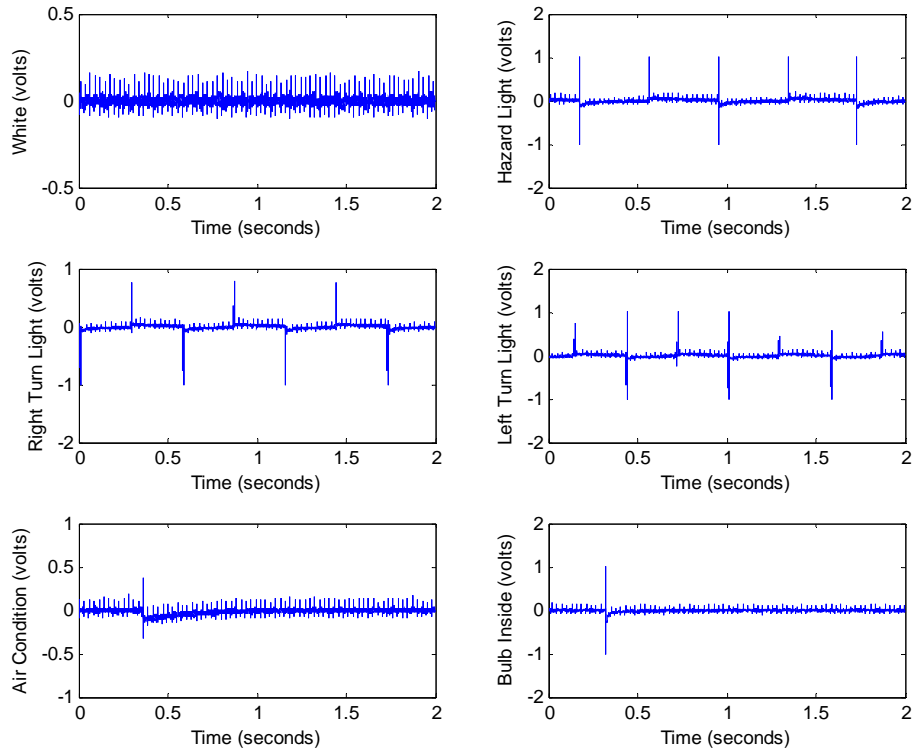 White (volts)
0.5
0
-0.5
0 0.5 1 1.5 2
Time (seconds)
Hazard Light (volts)
2
1
0
-1
-2
0 0.5 1 1.5 2
Time (seconds)
Right Turn Light (volts)
1
0
-1
-2
0 0.5 1 1.5 2
Time (seconds)
Left Turn Light (volts)
2
1
0
-1
-2
0 0.5 1 1.5 2
Time (seconds)
Air Condition (volts)
1
0.5
0
-0.5
-1
0 0.5 1 1.5 2
Time (seconds)
Bulb Inside (volts)
2
1
0
-1
-2
0 0.5 1 1.5 2
Time (seconds)